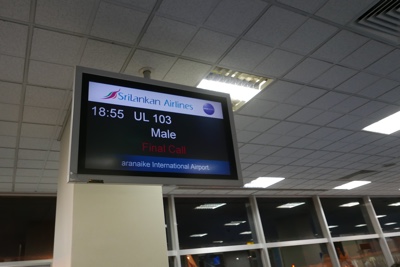 SriLankan Airlines
18:55 UL 103
Male
Final Call
aranaike International Airport.